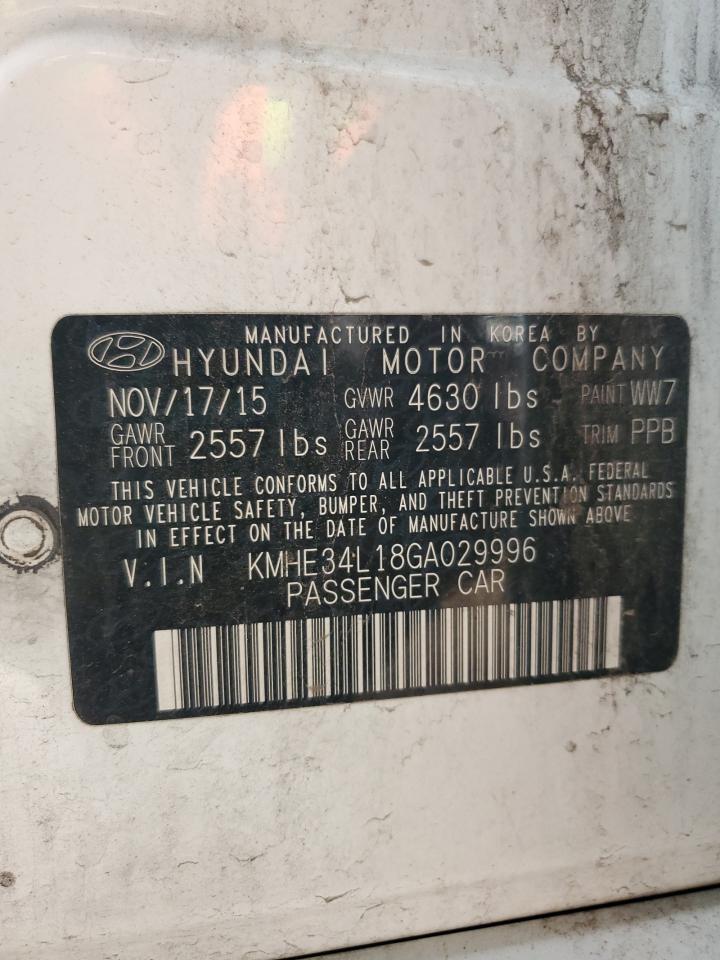 MANUFACTURED IN KOREA BY
HYUNDAI MOTOR COMPANY
NOV/17/15 GVWR 4630 lbs PAINT WW7
GAWR FRONT 2557 lbs GAWR REAR 2557 lbs TRIM PPB
THIS VEHICLE CONFORMS TO ALL APPLICABLE U.S.A. FEDERAL
MOTOR VEHICLE SAFETY, BUMPER, AND THEFT PREVENTION STANDARDS
IN EFFECT ON THE DATE OF MANUFACTURE SHOWN ABOVE
V.I.N KMHE34L18GA029996
PASSENGER CAR